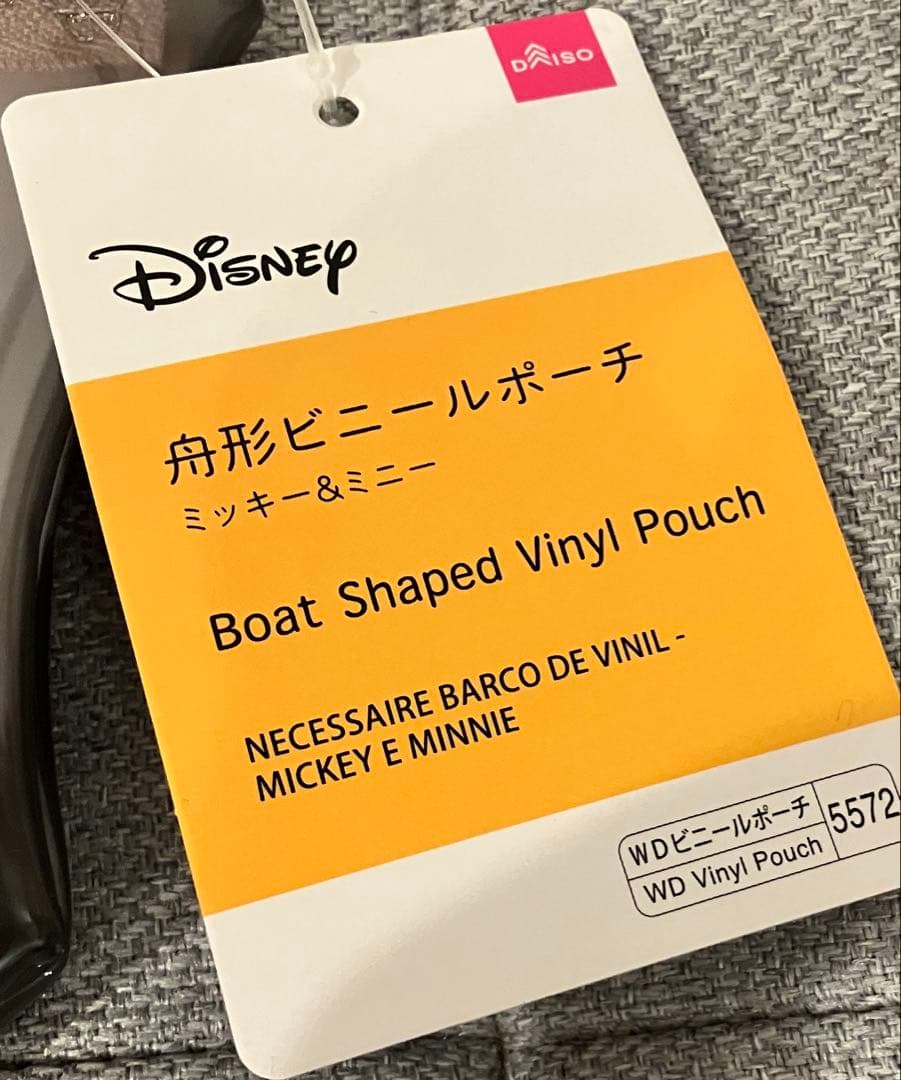 DAISO
Disney
舟形ビニールポーチ
ミッキー&ミニー
Boat Shaped Vinyl Pouch
NECESSAIRE BARCO DE VINIL -
MICKEY E MINNIE
WDビニールポーチ
WD Vinyl Pouch
5572